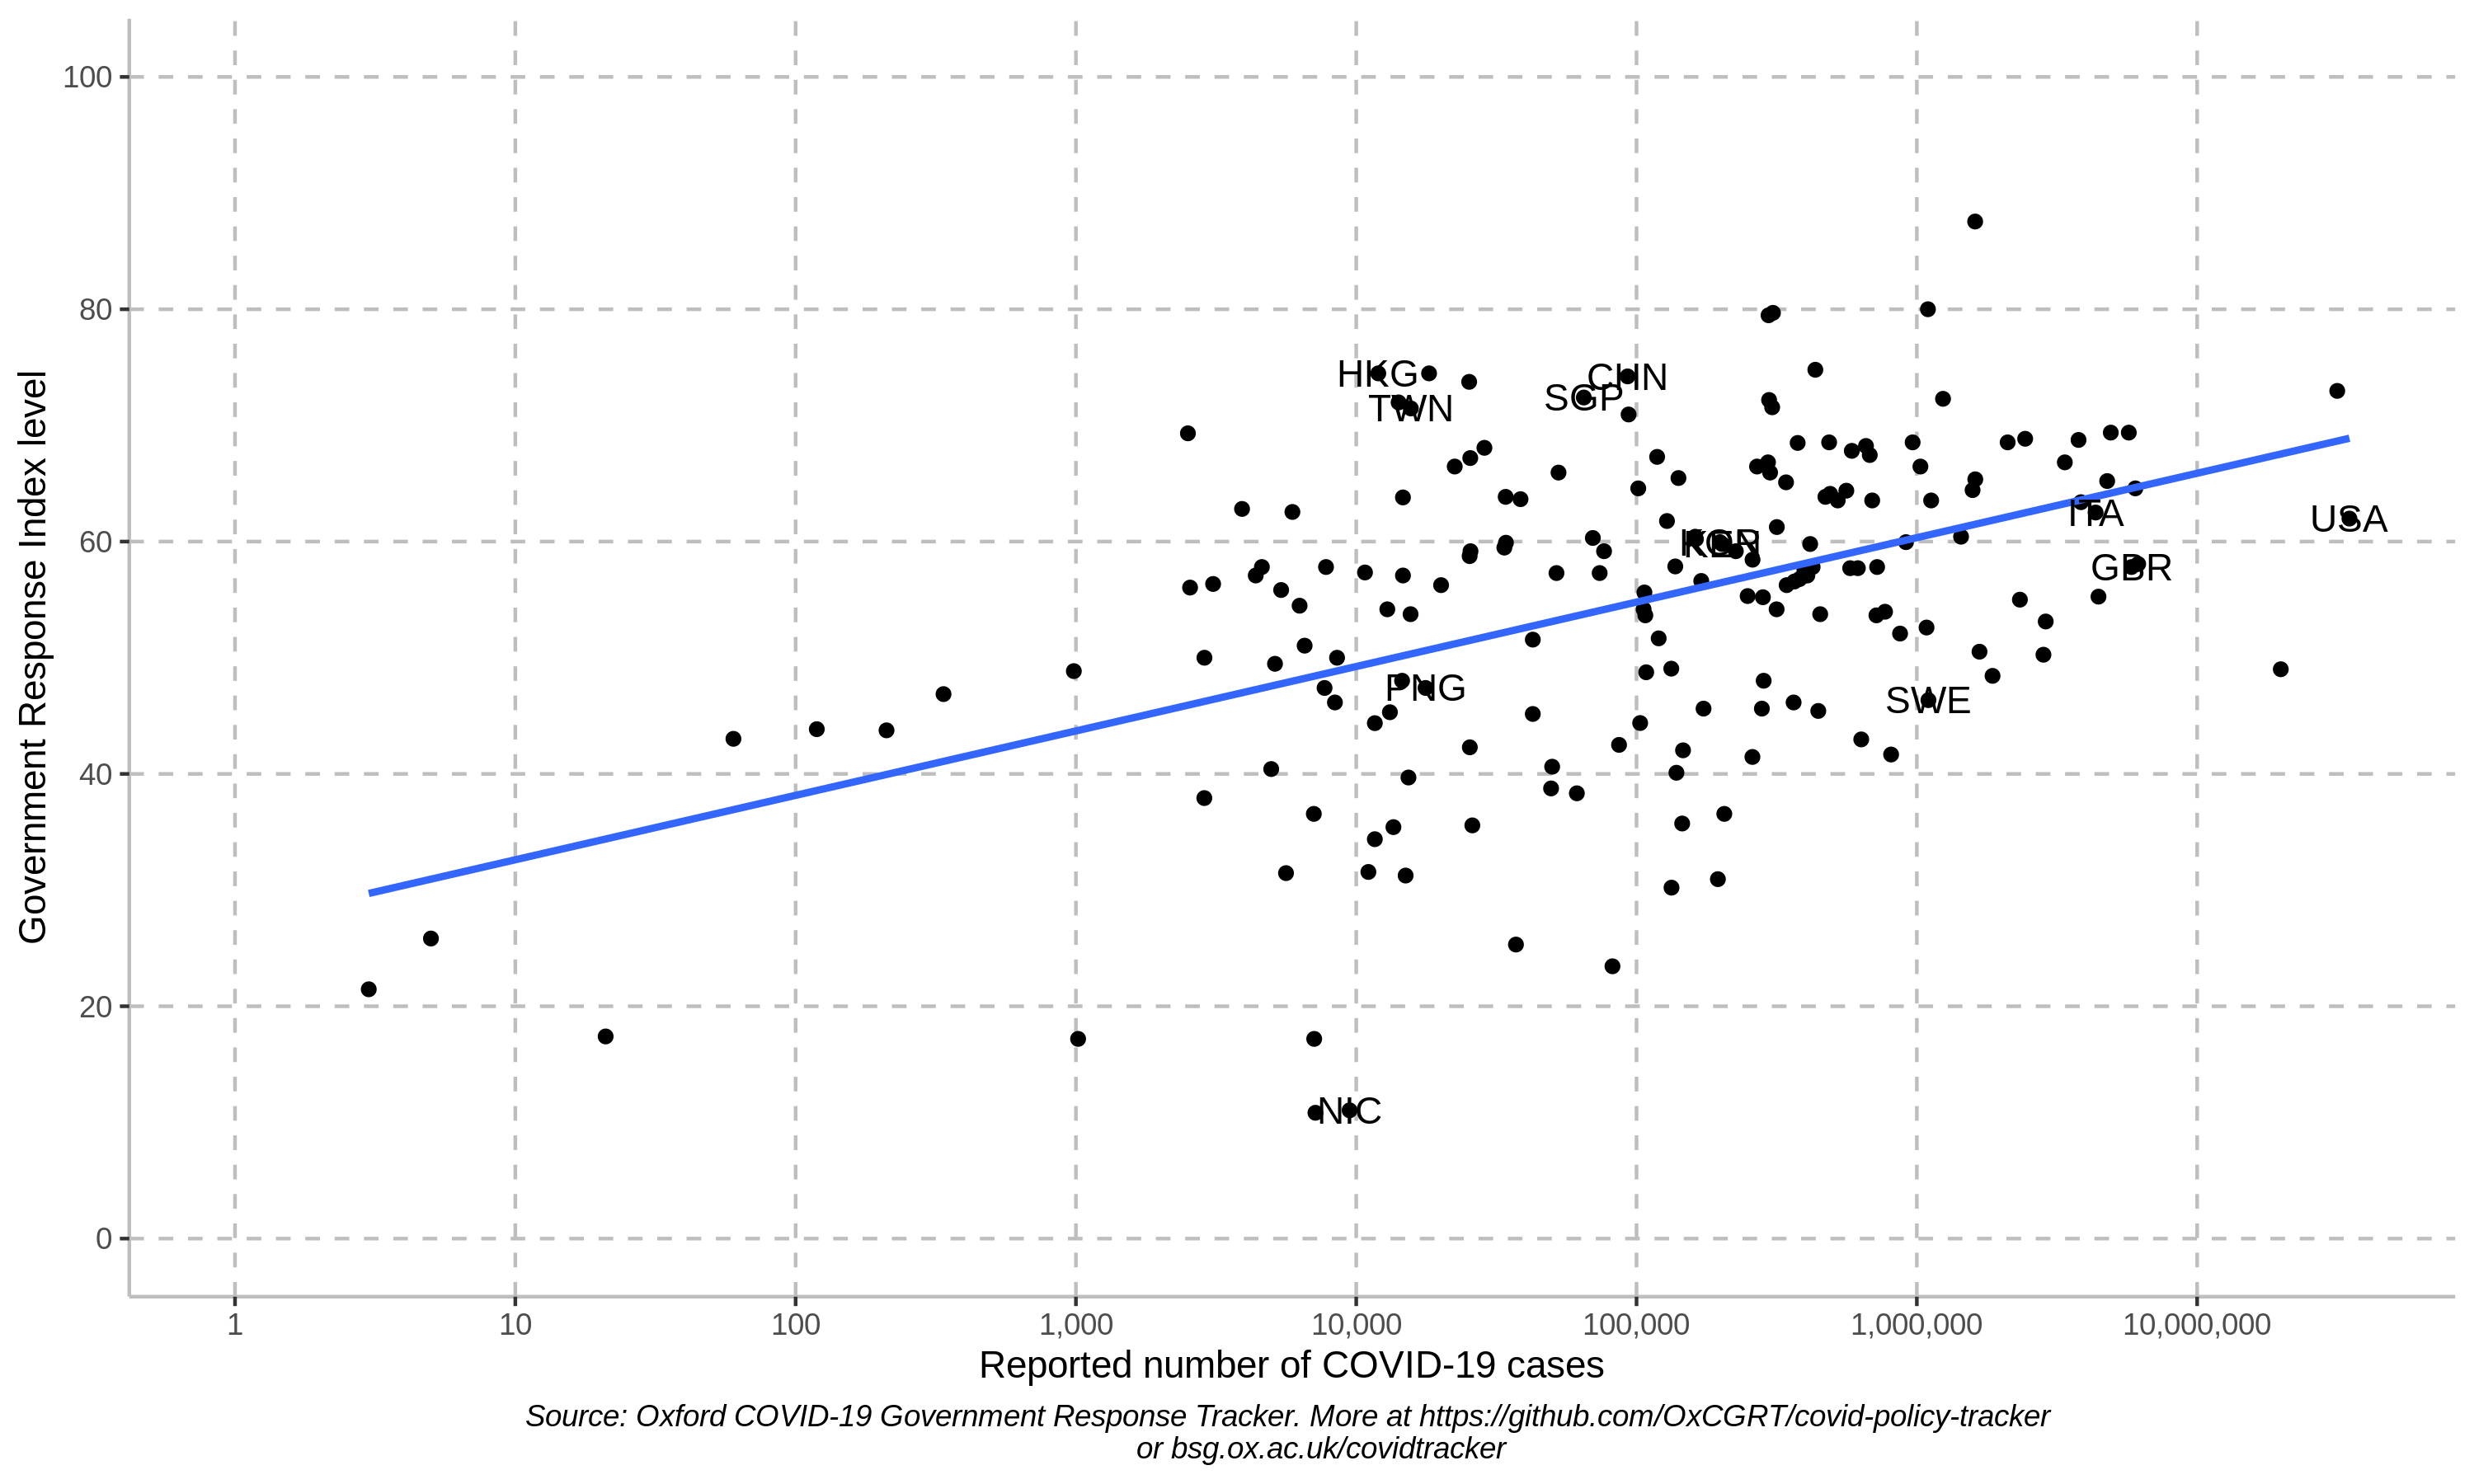 100
80
60
40
20
0
Government Response Index level
HKG
CHN
SGP
TWN
ITA
USA
KOR
GBR
PNG
SWE
NIC
1
10
100
1,000
10,000
100,000
1,000,000
10,000,000
Reported number of COVID-19 cases
Source: Oxford COVID-19 Government Response Tracker. More at https://github.com/OxCGRT/covid-policy-tracker
or bsg.ox.ac.uk/covidtracker